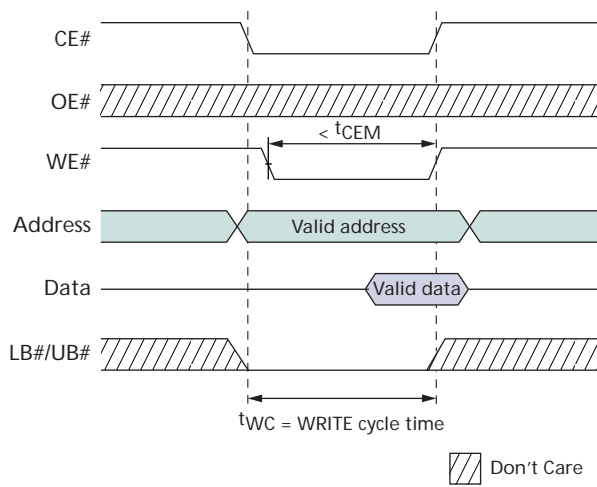 CE#
OE#
< tCEM
WE#
Address
Valid address
Data
Valid data
LB#/UB#
tWC = WRITE cycle time
Don't Care